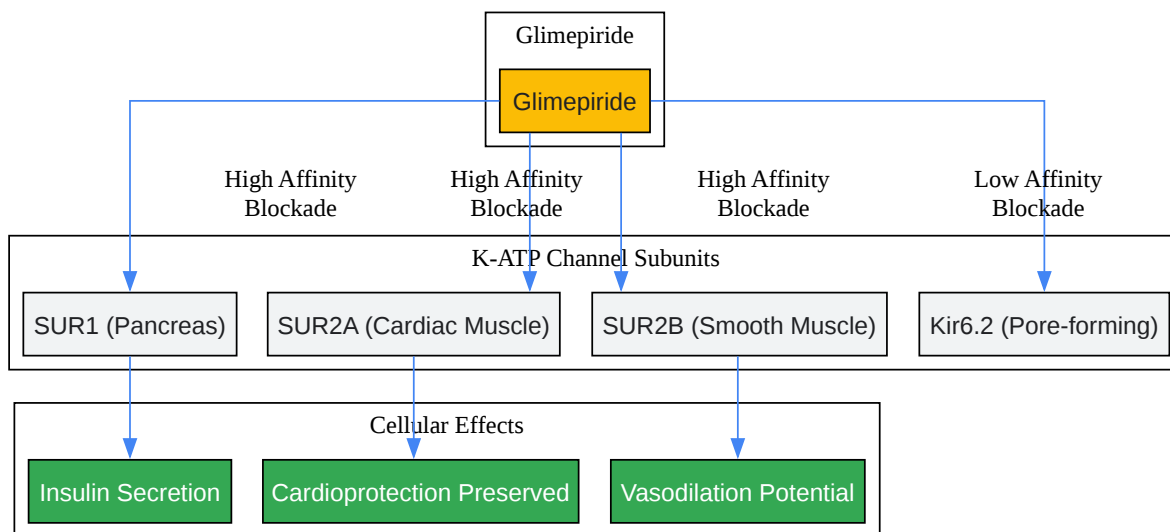 Glimepiride
Glimepiride
High Affinity
Blockade
High Affinity
Blockade
High Affinity
Blockade
Low Affinity
Blockade
K-ATP Channel Subunits
SUR1 (Pancreas)
SUR2A (Cardiac Muscle)
SUR2B (Smooth Muscle)
Kir6.2 (Pore-forming)
Cellular Effects
Insulin Secretion
Cardioprotection Preserved
Vasodilation Potential